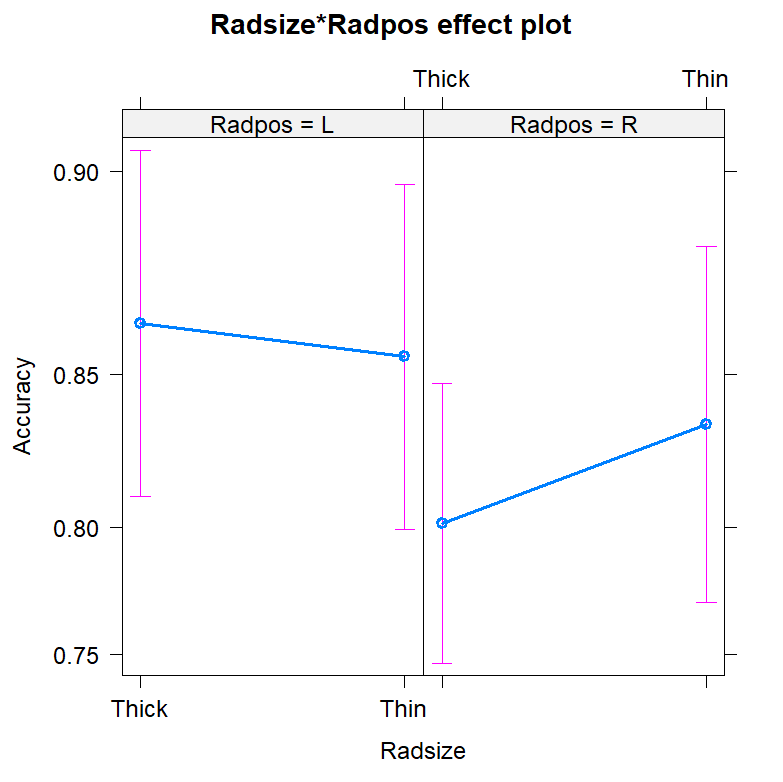 Radsize*Radpos effect plot
Thick Thin
Radpos = L Radpos = R
0.90
0.85
0.80
0.75
Accuracy
Thick Thin
Radsize